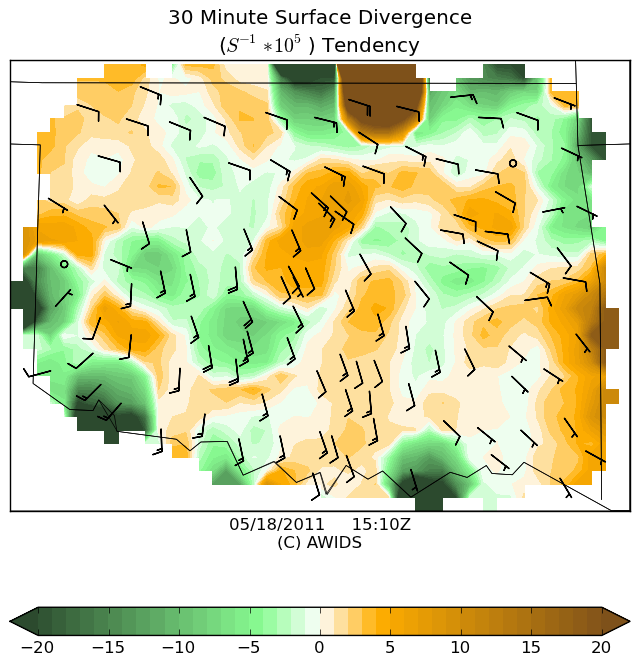 30 Minute Surface Divergence
(S⁻¹ * 10⁵ ) Tendency
05/18/2011 15:10Z
(C) AWIDS
−20 −15 −10 −5 0 5 10 15 20